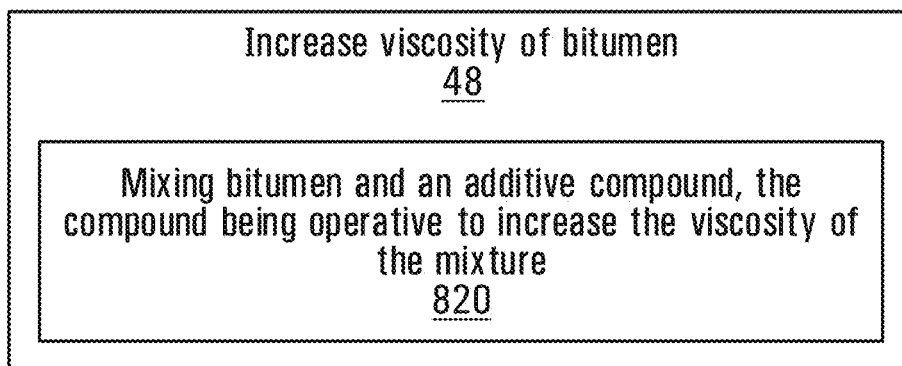 Increase viscosity of bitumen
48
Mixing bitumen and an additive compound, the
compound being operative to increase the viscosity of
the mixture
820